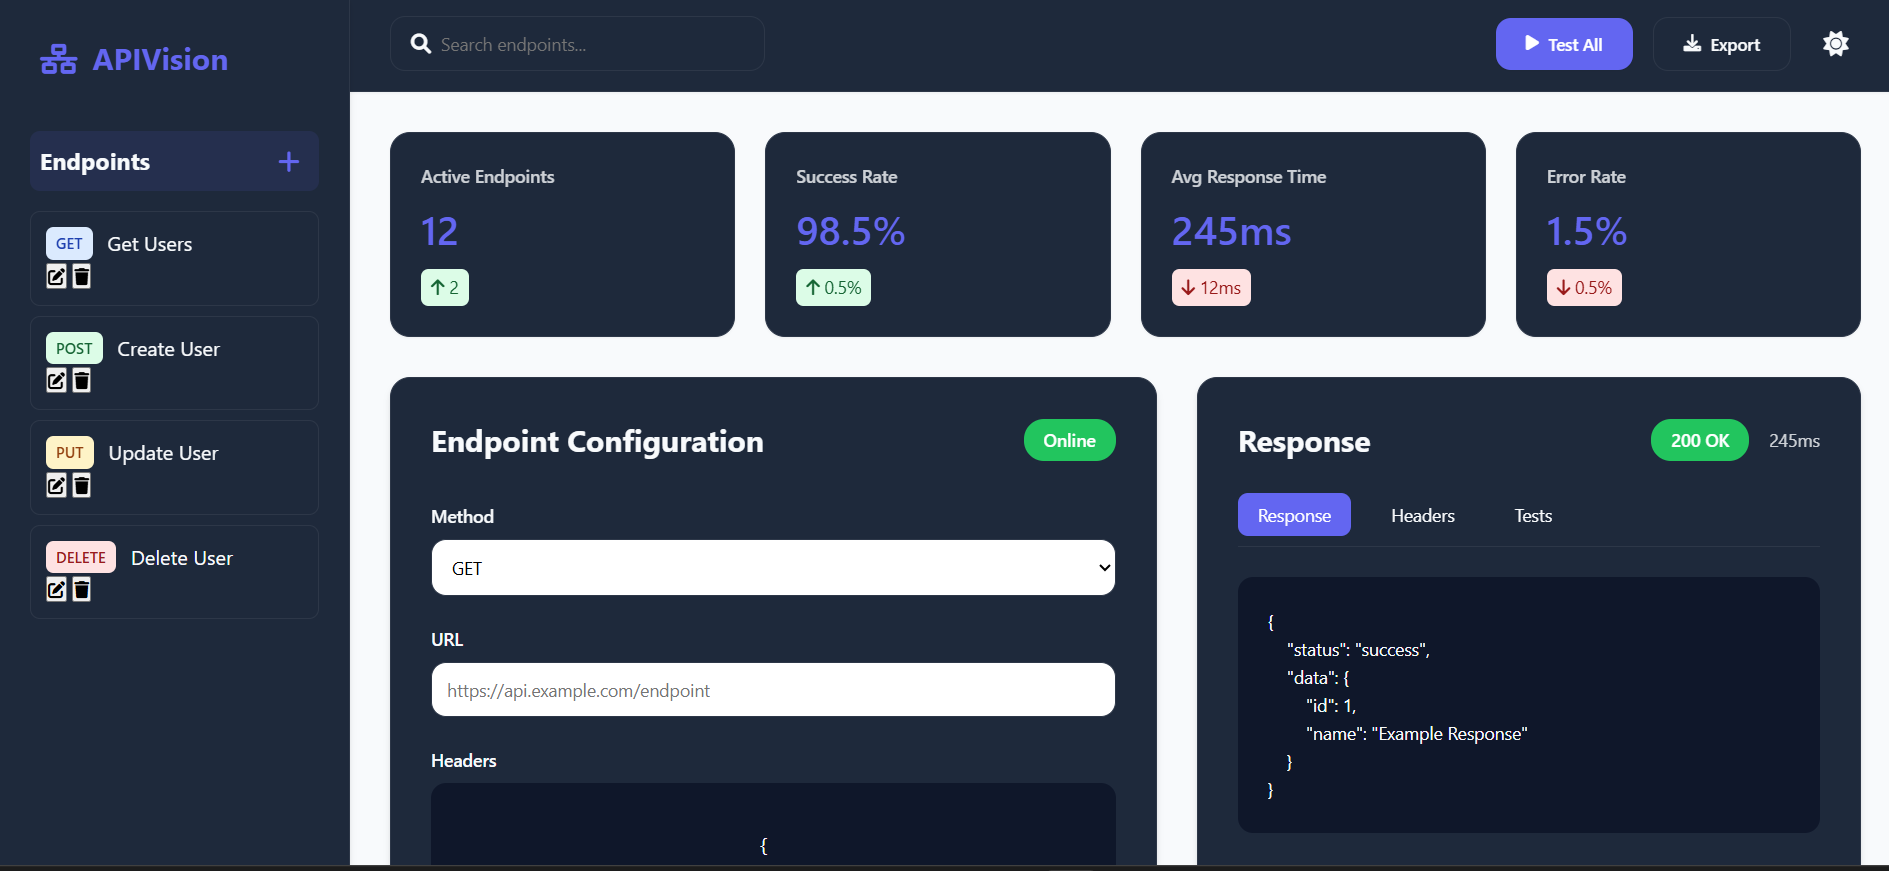 APIVision
Endpoints
GET Get Users
POST Create User
PUT Update User
DELETE Delete User
Search endpoints...
Test All
Export
Active Endpoints
12
2
Success Rate
98.5%
0.5%
Avg Response Time
245ms
12ms
Error Rate
1.5%
0.5%
Endpoint Configuration
Online
Method
GET
URL
https://api.example.com/endpoint
Headers
{
Response
200 OK
245ms
Response Headers Tests
{
"status": "success",
"data": {
"id": 1,
"name": "Example Response"
}
}